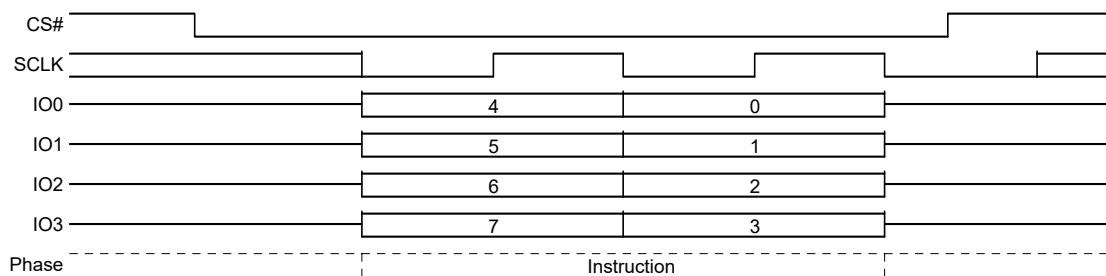 CS#
SCLK
IO0 4 0
IO1 5 1
IO2 6 2
IO3 7 3
Phase Instruction